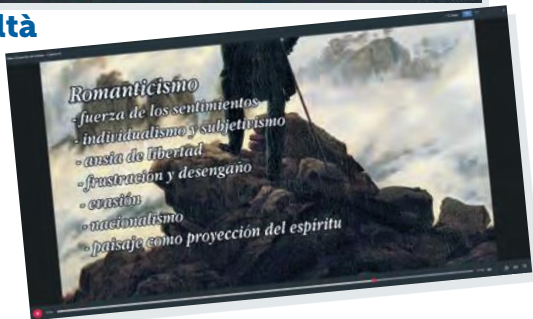 ltà
Romanticismo
- fuerza de los sentimientos
- individualismo y subjetivismo
- ansia de libertad
- frustración y desengaño
- evasión
- nacionalismo
- paisaje como proyección del espíritu